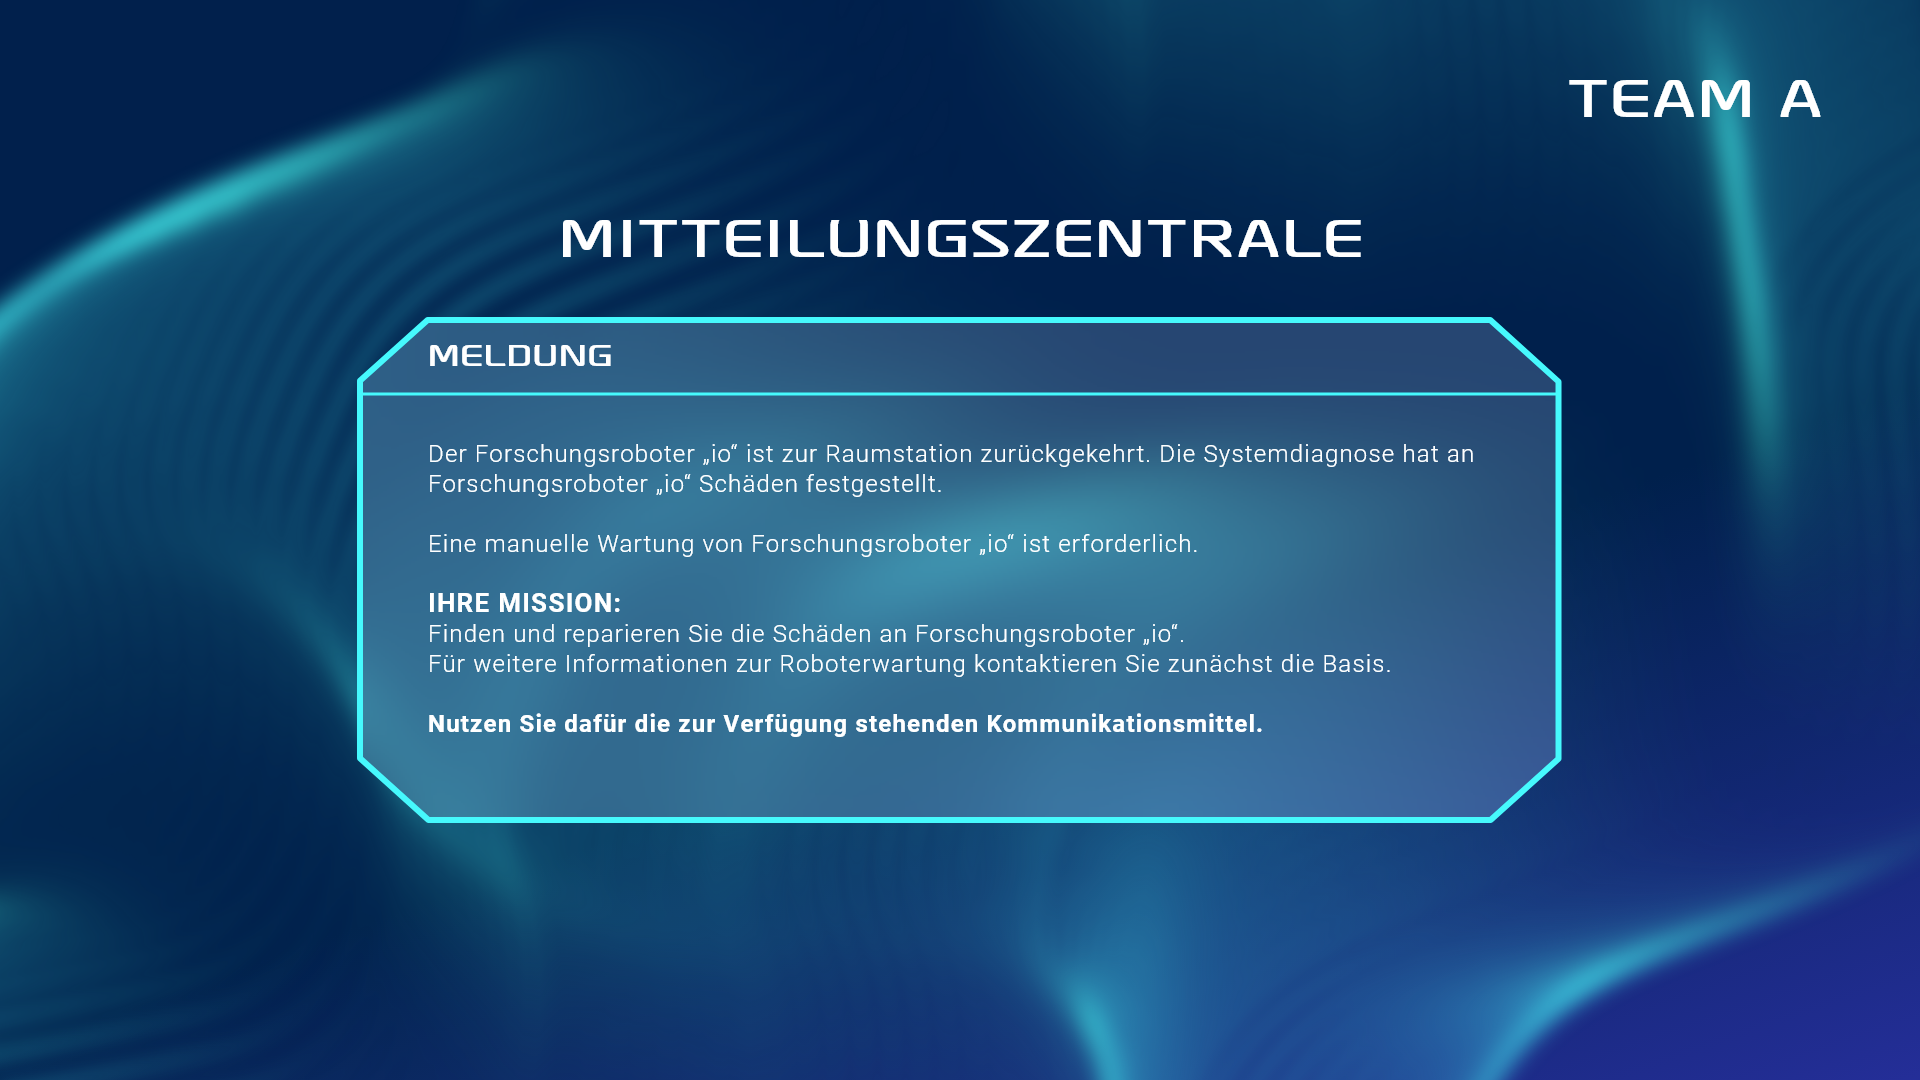 TEAM A
MITTEILUNGSZENTRALE
MELDUNG
Der Forschungsroboter „io“ ist zur Raumstation zurückgekehrt. Die Systemdiagnose hat an
Forschungsroboter „io“ Schäden festgestellt.
Eine manuelle Wartung von Forschungsroboter „io“ ist erforderlich.
IHRE MISSION:
Finden und reparieren Sie die Schäden an Forschungsroboter „io“.
Für weitere Informationen zur Roboterwartung kontaktieren Sie zunächst die Basis.
Nutzen Sie dafür die zur Verfügung stehenden Kommunikationsmittel.